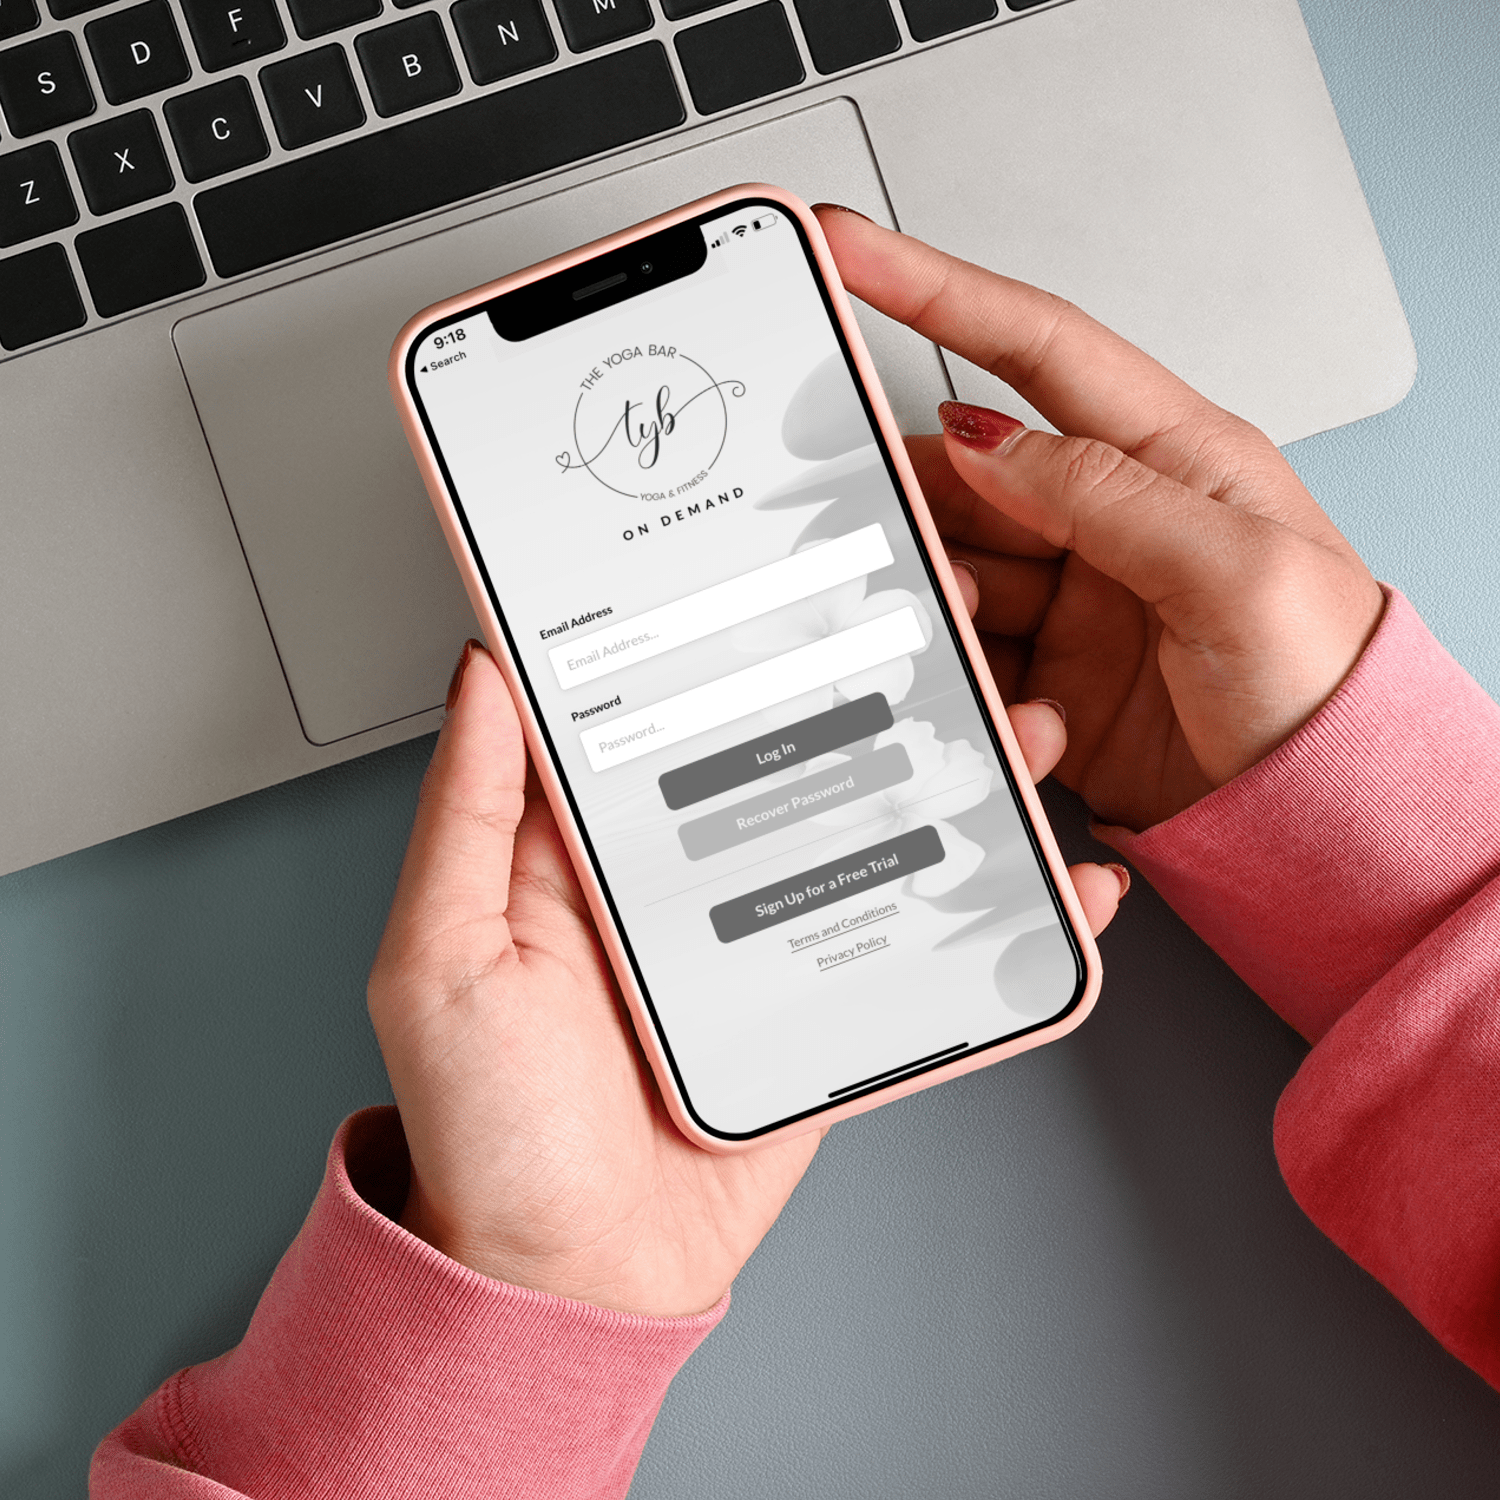 F
M
S
D
N
B
V
C
X
Z
9:18
Search
THE YOGA BAR
tyb
YOGA & FITNESS
ON DEMAND
Email Address
Email Address...
Password
Password...
Log In
Recover Password
Sign Up for a Free Trial
Terms and Conditions
Privacy Policy